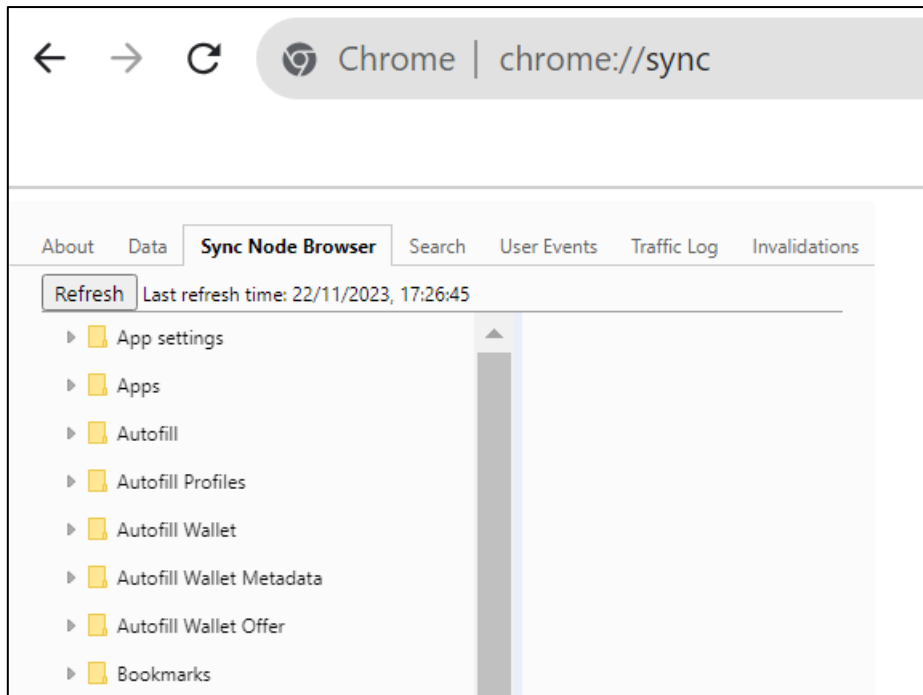 Chrome | chrome://sync
About Data Sync Node Browser Search User Events Traffic Log Invalidations
Refresh Last refresh time: 22/11/2023, 17:26:45
App settings
Apps
Autofill
Autofill Profiles
Autofill Wallet
Autofill Wallet Metadata
Autofill Wallet Offer
Bookmarks